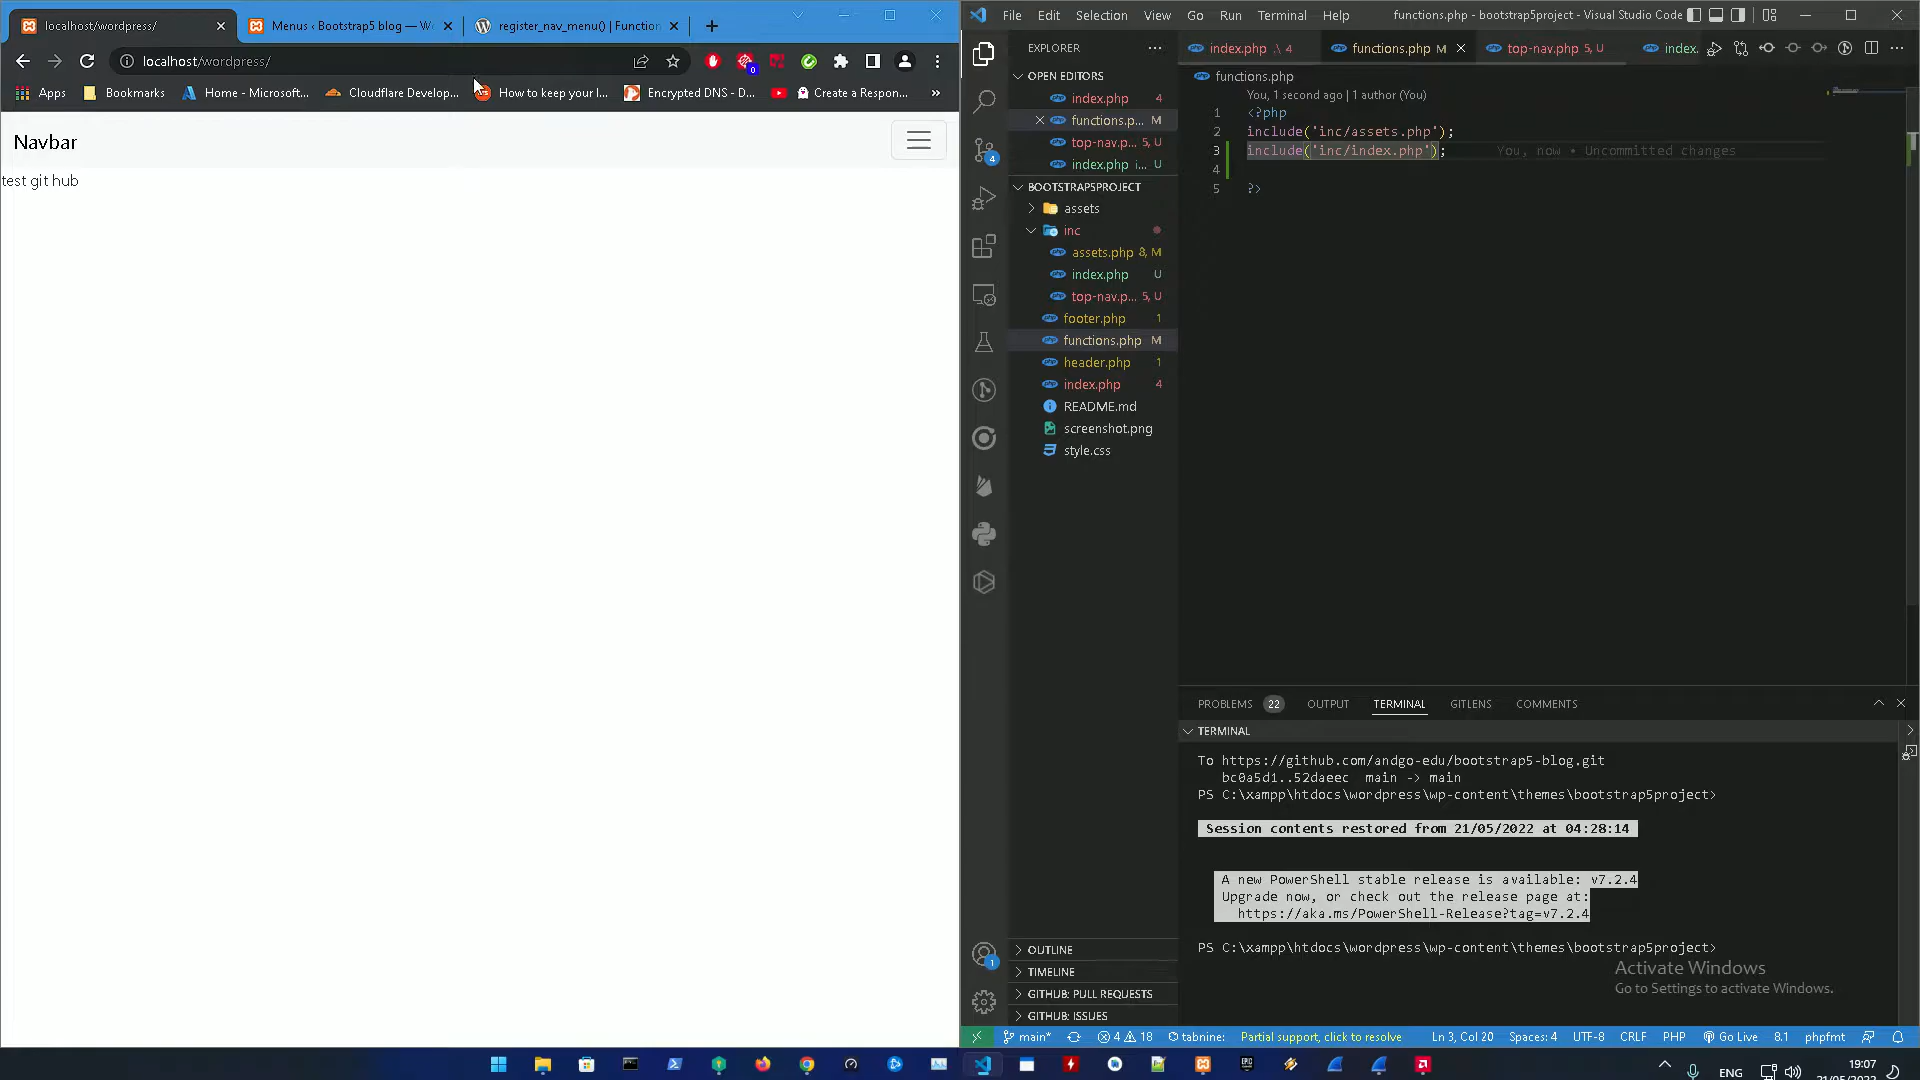 localhost/wordpress/
Menus ‹ Bootstrap5 blog — W
register_nav_menu() | Function
localhost/wordpress/
0
Apps
Bookmarks
Home - Microsoft...
Cloudflare Develop...
How to keep your I...
Encrypted DNS - D...
Create a Respon...
»
Navbar
test git hub
File Edit Selection View Go Run Terminal Help
functions.php - bootstrap5project - Visual Studio Code
EXPLORER
OPEN EDITORS
index.php 4
functions.p... M
top-nav.p... 5, U
index.php i... U
BOOTSTRAP5PROJECT
assets
inc
assets.php 8, M
index.php U
top-nav.p... 5, U
footer.php 1
functions.php M
header.php 1
index.php 4
README.md
screenshot.png
style.css
OUTLINE
TIMELINE
GITHUB: PULL REQUESTS
GITHUB: ISSUES
4
1
index.php .\ 4
functions.php M
top-nav.php 5, U
index.
functions.php
You, 1 second ago | 1 author (You)
1 <?php
2 include('inc/assets.php');
3 include('inc/index.php'); You, now • Uncommitted changes
4
5 ?>
PROBLEMS 22 OUTPUT TERMINAL GITLENS COMMENTS
TERMINAL
To https://github.com/andgo-edu/bootstrap5-blog.git
bc0a5d1..52daeec main -> main
PS C:\xampp\htdocs\wordpress\wp-content\themes\bootstrap5project>
Session contents restored from 21/05/2022 at 04:28:14
A new PowerShell stable release is available: v7.2.4
Upgrade now, or check out the release page at:
https://aka.ms/PowerShell-Release?tag=v7.2.4
PS C:\xampp\htdocs\wordpress\wp-content\themes\bootstrap5project>
Activate Windows
Go to Settings to activate Windows.
main* 4 18 tabnine: Partial support, click to resolve Ln 3, Col 20 Spaces: 4 UTF-8 CRLF PHP Go Live 8.1 phpfmt
ENG
19:07
21/05/2022